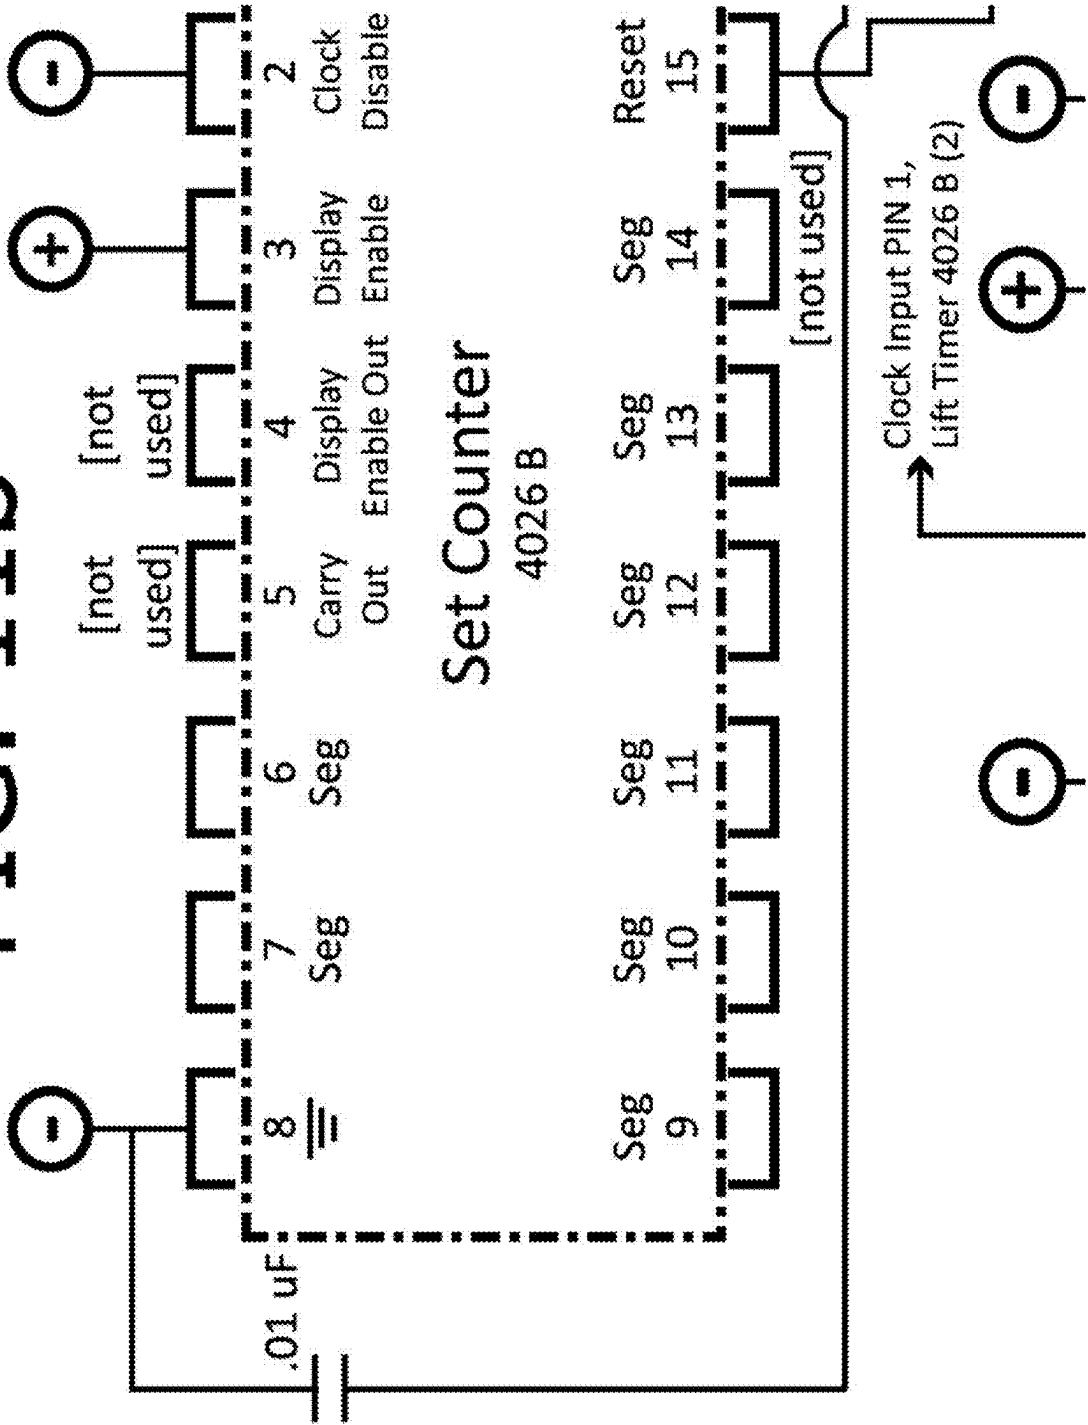 - + -
[not [not
used] used]
.01 uF 8 7 6 5 4 3 2
Seg Seg Carry Display Display Clock
Out Enable Out Enable Disable
Set Counter
4026 B
Seg Seg Seg Seg Seg Seg Reset
9 10 11 12 13 14 15
[not used]
Clock Input PIN 1,
Lift Timer 4026 B (2)
- + -